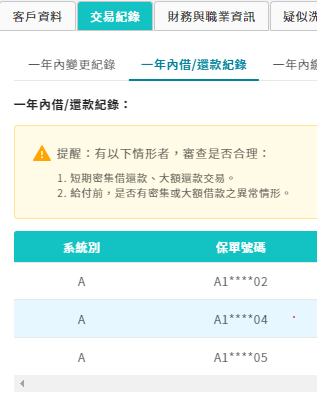 客戶資料
交易紀錄
財務與職業資訊
疑似洗
一年內變更紀錄
一年內借/還款紀錄
一年內繳
一年內借/還款紀錄：
提醒：有以下情形者，審查是否合理：
1. 短期密集借還款、大額還款交易。
2. 給付前，是否有密集或大額借款之異常情形。
系統別 保單號碼
A A1****02
A A1****04
A A1****05